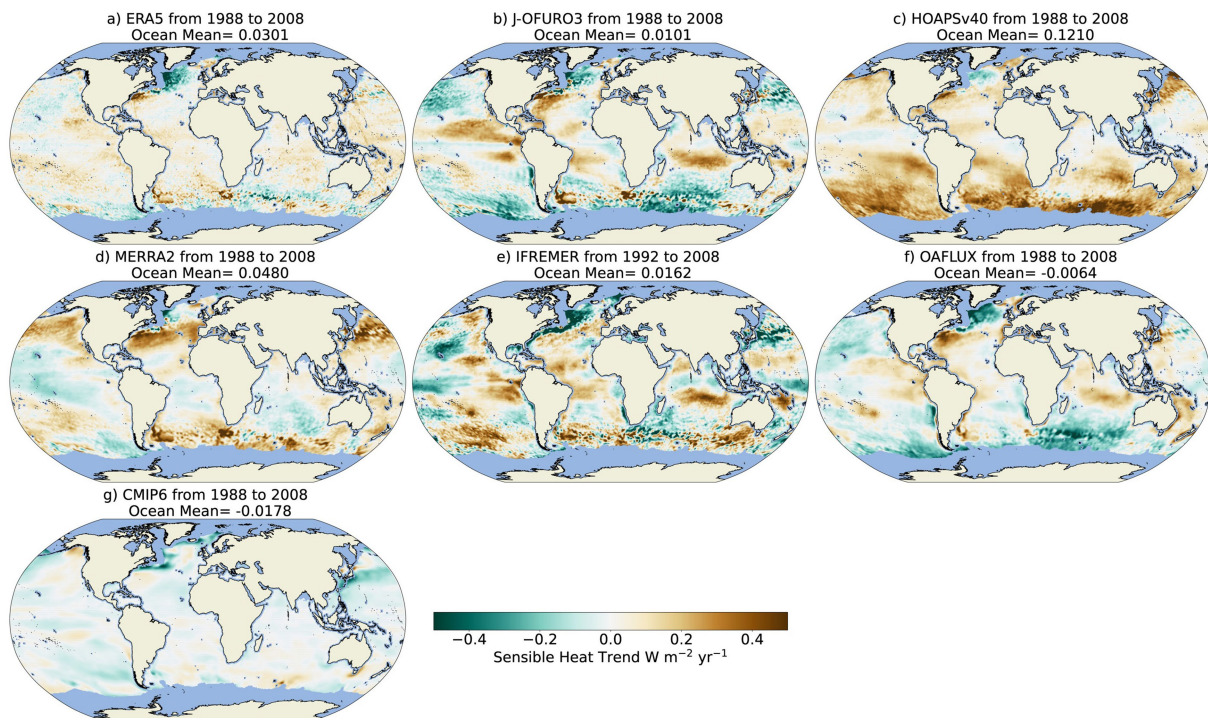 a) ERA5 from 1988 to 2008
Ocean Mean= 0.0301
b) J-OFURO3 from 1988 to 2008
Ocean Mean= 0.0101
c) HOAPSv40 from 1988 to 2008
Ocean Mean= 0.1210
d) MERRA2 from 1988 to 2008
Ocean Mean= 0.0480
e) IFREMER from 1992 to 2008
Ocean Mean= 0.0162
f) OAFLUX from 1988 to 2008
Ocean Mean= -0.0064
g) CMIP6 from 1988 to 2008
Ocean Mean= -0.0178
−0.4 −0.2 0.0 0.2 0.4
Sensible Heat Trend W m⁻² yr⁻¹